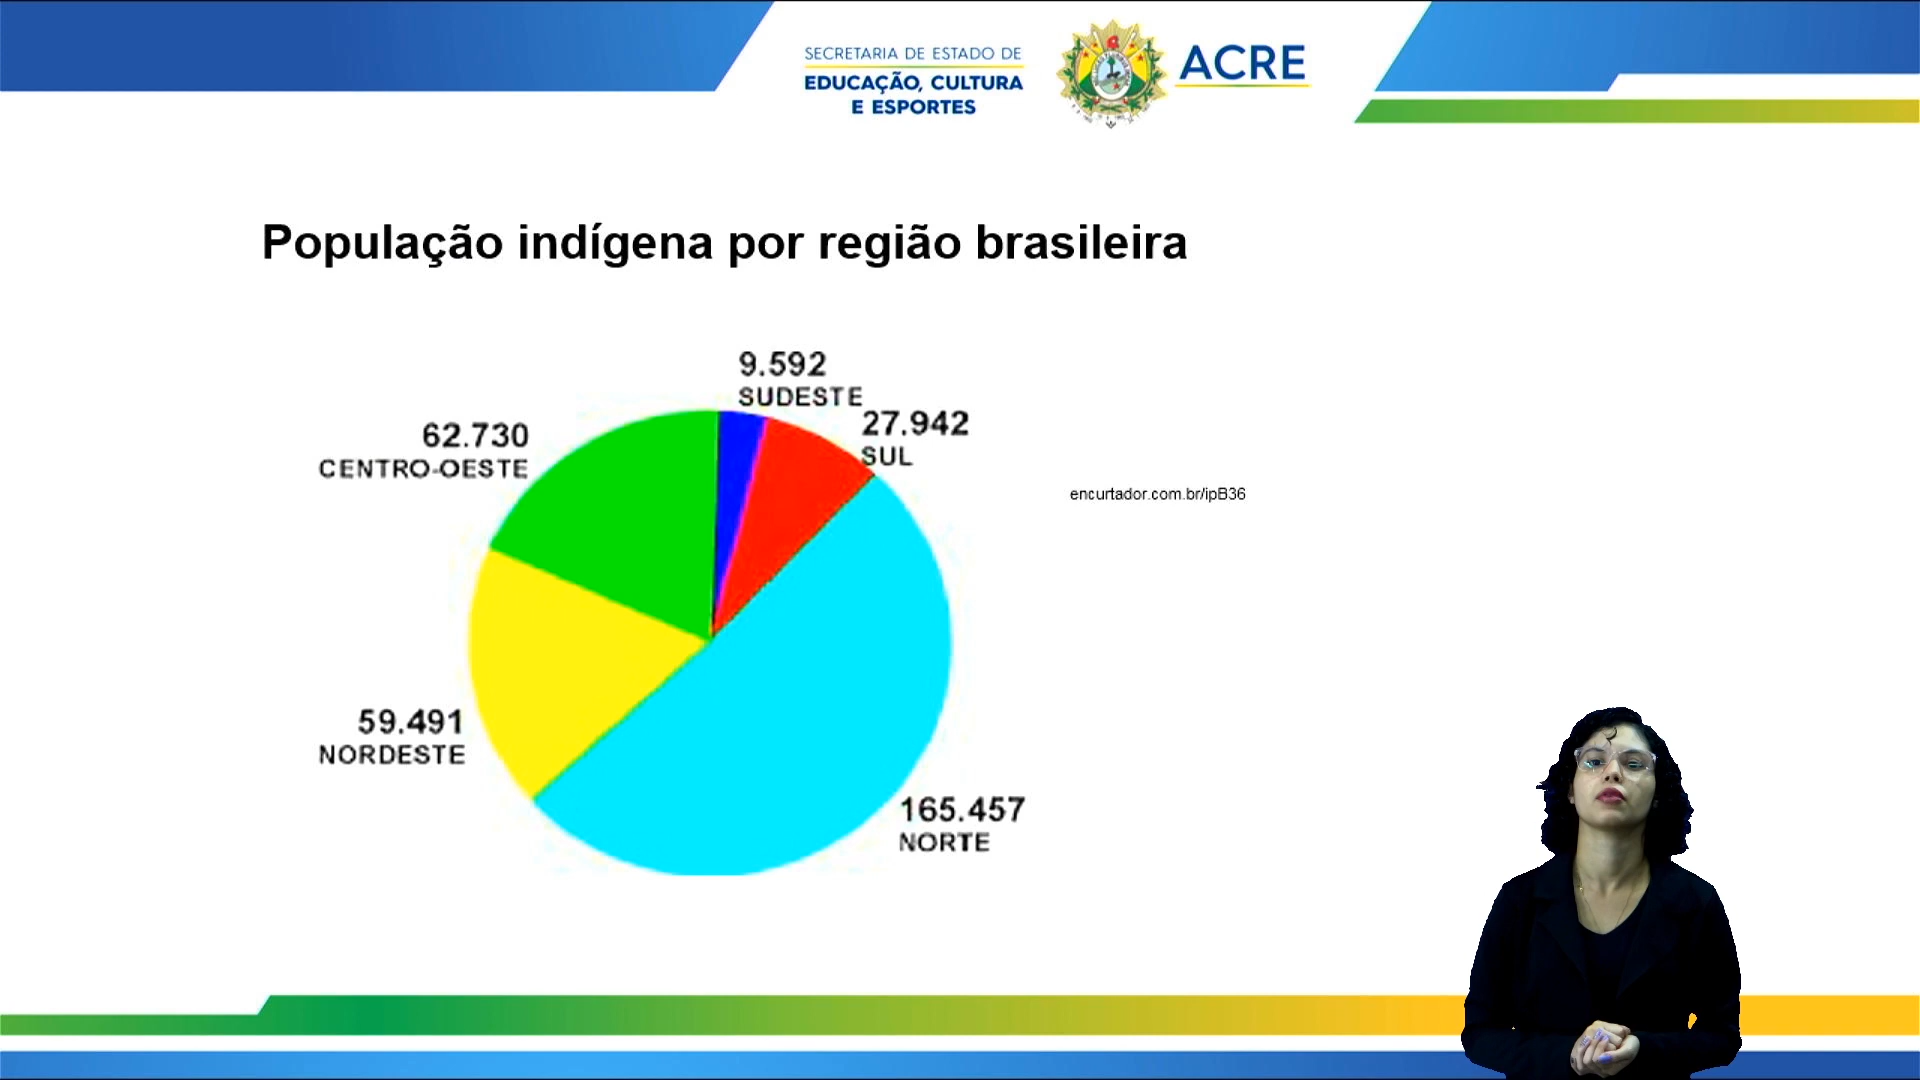 SECRETARIA DE ESTADO DE
EDUCAÇÃO, CULTURA
E ESPORTES
ACRE
População indígena por região brasileira
9.592
SUDESTE
27.942
SUL
62.730
CENTRO-OESTE
encurtador.com.br/ipB36
59.491
NORDESTE
165.457
NORTE